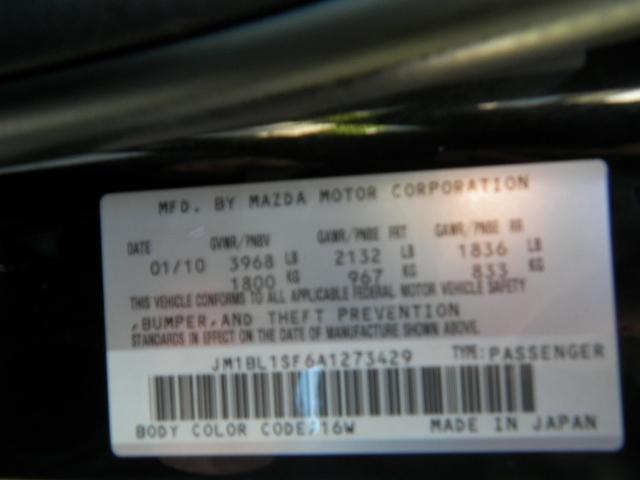 MFD. BY MAZDA MOTOR CORPORATION
DATE GVWR/PNBV GAWR/PNBE FRT GAWR/PNBE RR
01/10 3968 LB 2132 LB 1836 LB
1800 KG 967 KG 833 KG
THIS VEHICLE CONFORMS TO ALL APPLICABLE FEDERAL MOTOR VEHICLE SAFETY
,BUMPER,AND THEFT PREVENTION
STANDARDS IN EFFECT ON THE DATE OF MANUFACTURE SHOWN ABOVE.
JM1BL1SF6A1273429 TYPE:PASSENGER
BODY COLOR CODE:16W MADE IN JAPAN